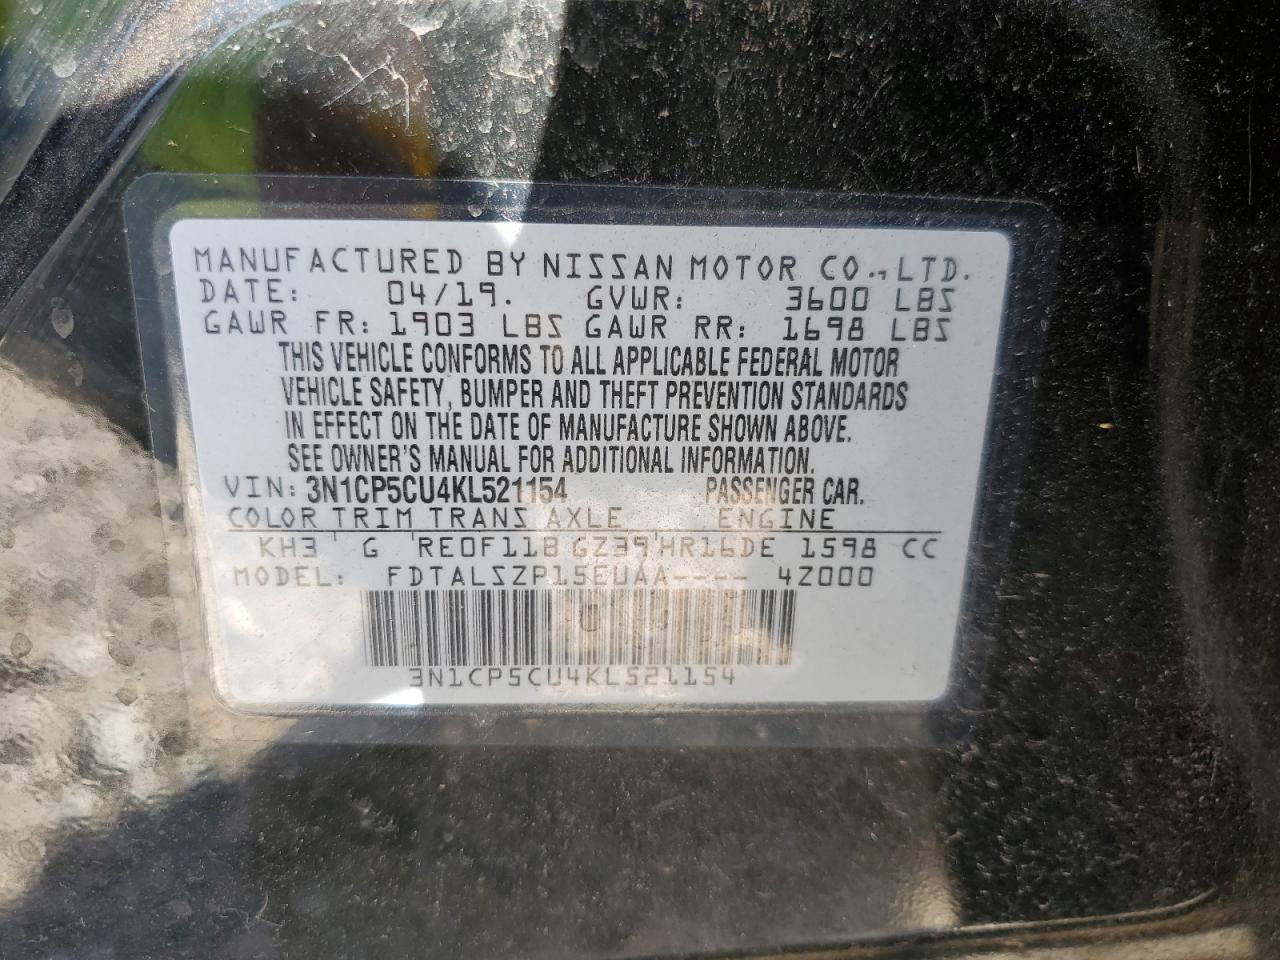 MANUFACTURED BY NISSAN MOTOR CO., LTD.
DATE: 04/19. GVWR: 3600 LBS
GAWR FR: 1903 LBS GAWR RR: 1698 LBS
THIS VEHICLE CONFORMS TO ALL APPLICABLE FEDERAL MOTOR
VEHICLE SAFETY, BUMPER AND THEFT PREVENTION STANDARDS
IN EFFECT ON THE DATE OF MANUFACTURE SHOWN ABOVE.
SEE OWNER'S MANUAL FOR ADDITIONAL INFORMATION.
VIN: 3N1CP5CU4KL521154 PASSENGER CAR.
COLOR TRIM TRANS AXLE ENGINE
KH3 G RE0F11B GZ39 HR16DE 1598 CC
MODEL: FDTALSZP15EUAA---- 4Z000
3N1CP5CU4KL521154